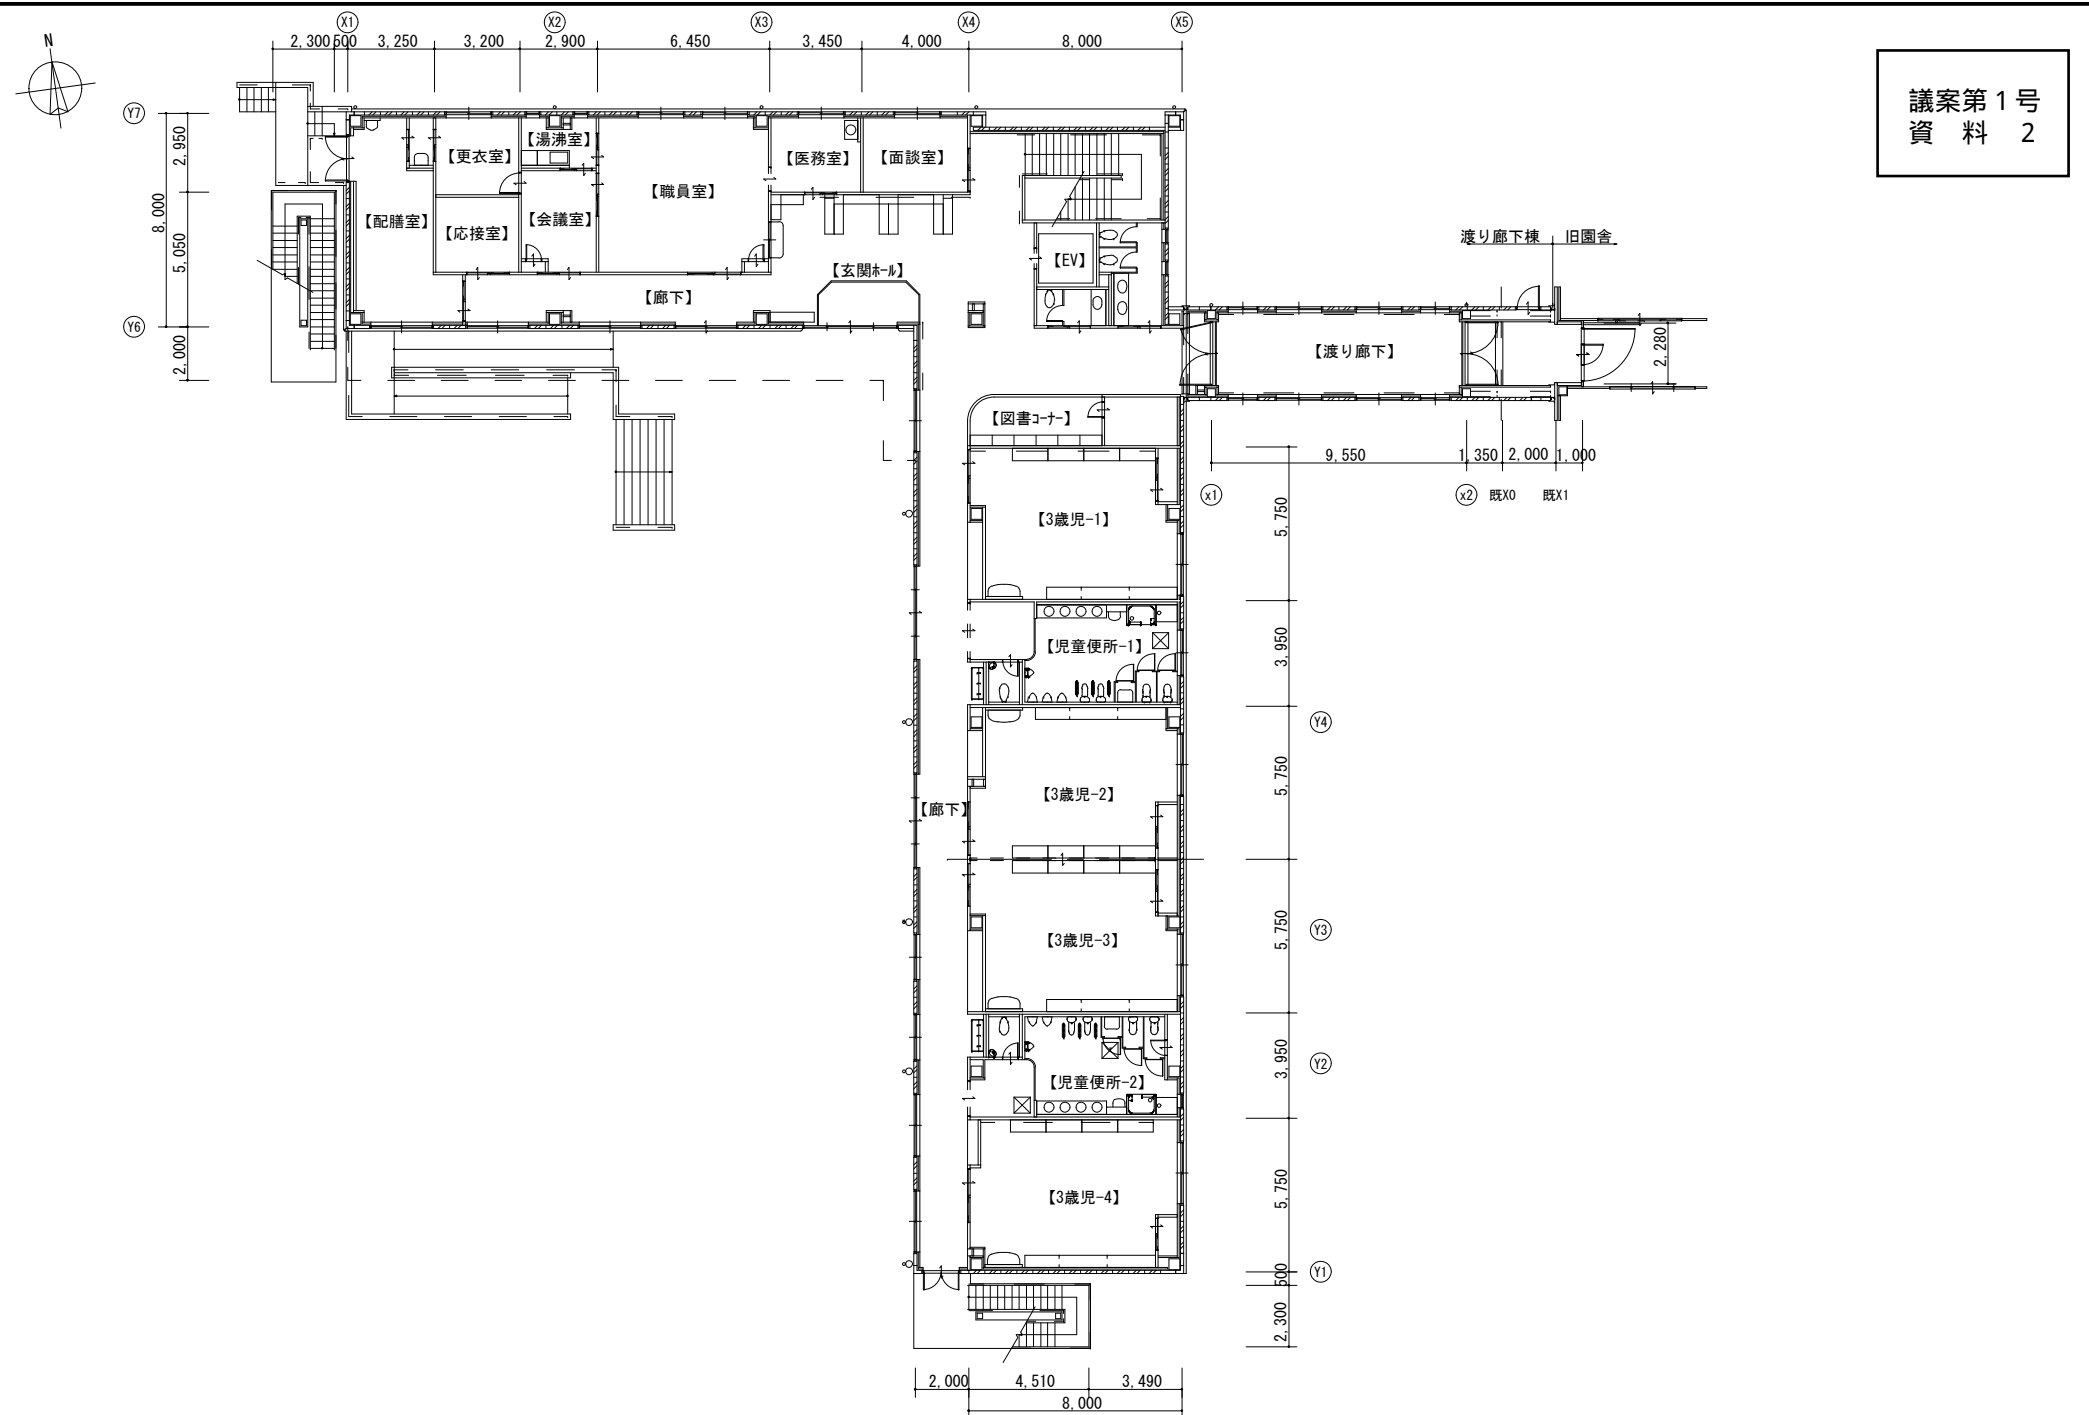 X1 X2 X3 X4 X5
2,300 500 3,250 3,200 2,900 6,450 3,450 4,000 8,000
N
議案第1号
資料 2
Y7
2,950
8,000
5,050
Y6
2,000
【更衣室】
【湯沸室】
【職員室】
【医務室】
【面談室】
【配膳室】
【応接室】
【会議室】
【玄関ホール】
【EV】
【廊下】
渡り廊下棟 旧園舎
【渡り廊下】
2,280
【図書コーナー】
9,550 1,350 2,000 1,000
x1 x2 既X0 既X1
【3歳児-1】
5,750
【児童便所-1】
3,950
Y4
【3歳児-2】
5,750
【廊下】
【3歳児-3】
5,750
Y3
【児童便所-2】
3,950
Y2
【3歳児-4】
5,750
Y1
500
2,300
2,000 4,510 3,490
8,000